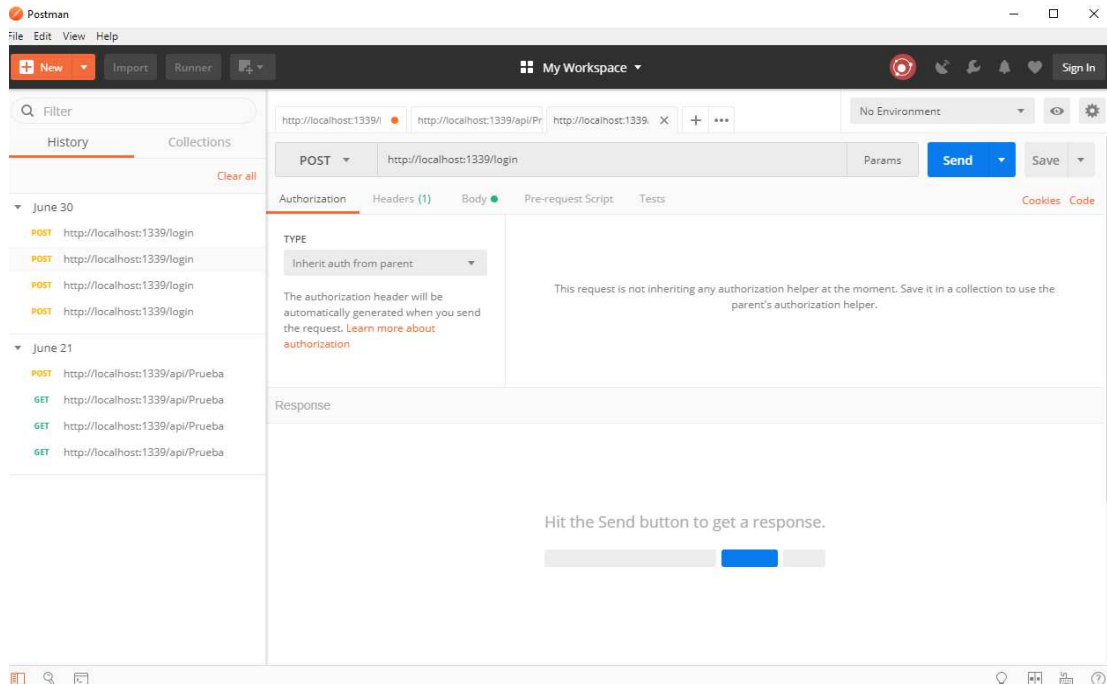 Postman
File Edit View Help
New
Import
Runner
My Workspace
Sign In
Filter
History
Collections
Clear all
June 30
POST http://localhost:1339/login
POST http://localhost:1339/login
POST http://localhost:1339/login
POST http://localhost:1339/login
June 21
POST http://localhost:1339/api/Prueba
GET http://localhost:1339/api/Prueba
GET http://localhost:1339/api/Prueba
GET http://localhost:1339/api/Prueba
http://localhost:1339/l
http://localhost:1339/api/Pr
http://localhost:1339.
No Environment
POST
http://localhost:1339/login
Params
Send
Save
Authorization
Headers (1)
Body
Pre-request Script
Tests
Cookies
Code
TYPE
Inherit auth from parent
The authorization header will be
automatically generated when you send
the request. Learn more about
authorization
This request is not inheriting any authorization helper at the moment. Save it in a collection to use the
parent's authorization helper.
Response
Hit the Send button to get a response.